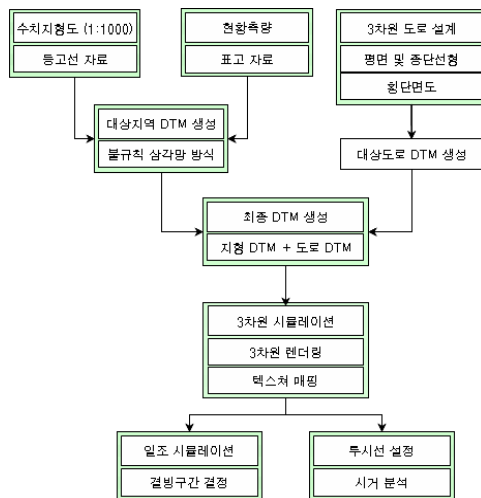 수치지형도 (1:1000)
등고선 자료
현황측량
표고 자료
3차원 도로 설계
평면 및 종단선형
횡단면도
대상지역 DTM 생성
불규칙 삼각망 방식
대상도로 DTM 생성
최종 DTM 생성
지형 DTM + 도로 DTM
3차원 시뮬레이션
3차원 렌더링
텍스쳐 매핑
일조 시뮬레이션
결빙구간 결정
투시선 설정
시거 분석